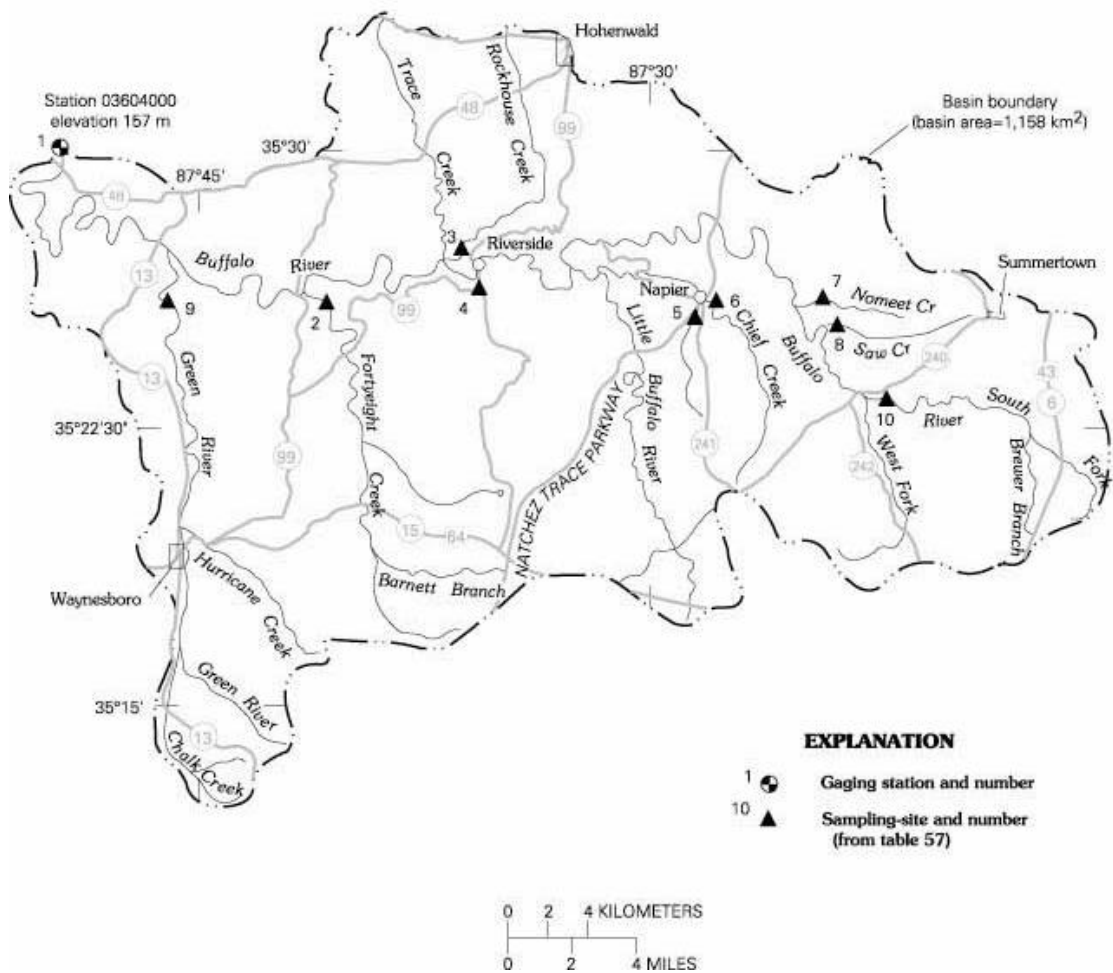 Hohenwald
87°30'
Station 03604000
elevation 157 m
Basin boundary
(basin area=1,158 km2)
1
Trace
Creek
Rockhouse
Creek
48
99
35°30'
87°45'
48
3
Riverside
Summertown
13
Buffalo
River
9
2
99
4
Napier
5
6
7
Nomeet Cr
8
Saw Cr
Chief
Creek
Buffalo
240
Little
Buffalo
River
43
6
13
Green
River
Fortyeight
Creek
10
River
South
Fork
35°22'30"
99
NATCHEZ TRACE PARKWAY
241
242
West Fork
Brewer Branch
15
64
Hurricane Creek
Barnett Branch
Waynesboro
Green River
35°15'
13
Chalk Creek
EXPLANATION
1 Gaging station and number
10 Sampling-site and number
(from table 57)
0 2 4 KILOMETERS
0 2 4 MILES